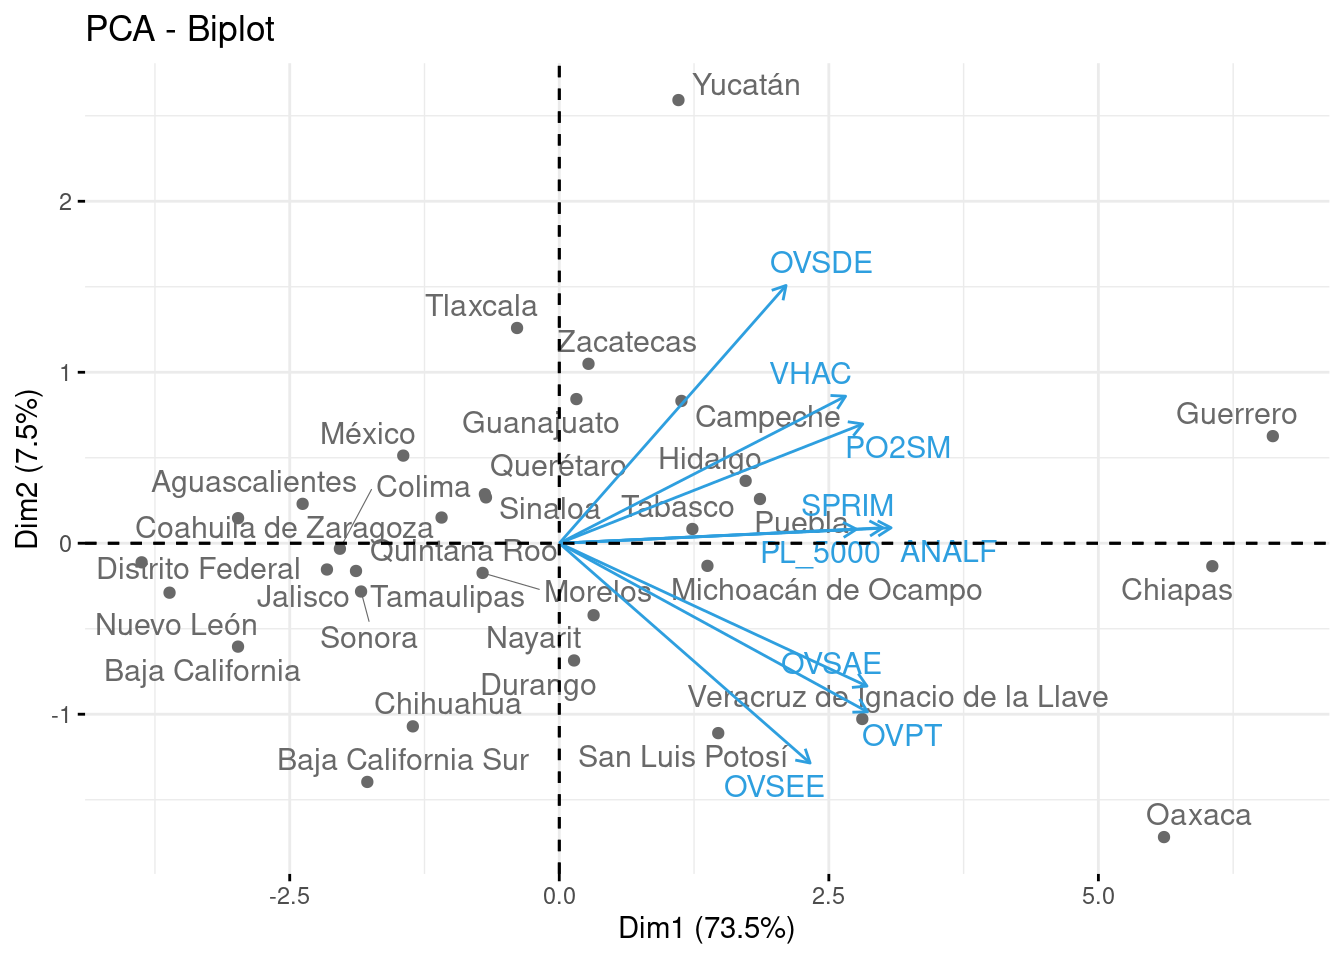 PCA - Biplot
Yucatán
2
OVSDE
Tlaxcala
Zacatecas
VHAC
1
Guerrero
Campeche
Guanajuato
México
PO2SM
Hidalgo
Querétaro
Aguascalientes
Colima
SPRIM
Tabasco
Sinaloa
Puebla
Coahuila de Zaragoza
Dim2 (7.5%)
0
Quintana Roo
PL_5000
ANALF
Distrito Federal
Michoacán de Ocampo
Chiapas
Morelos
Jalisco
Tamaulipas
Nuevo León
Sonora
Nayarit
OVSAE
Baja California
Durango
Veracruz de Ignacio de la Llave
Chihuahua
-1
OVPT
San Luis Potosí
Baja California Sur
OVSEE
Oaxaca
-2.5
0.0
2.5
5.0
Dim1 (73.5%)